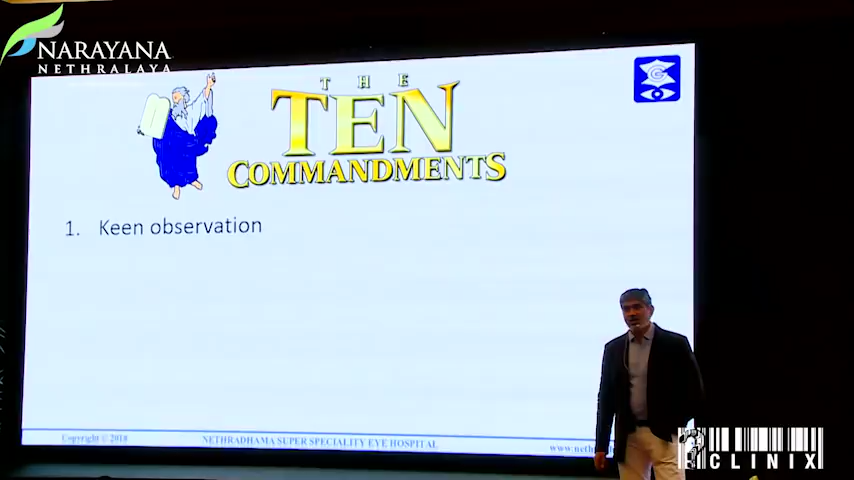 NARAYANA
NETHRALAYA
THE
TEN
COMMANDMENTS
1. Keen observation
Copyright © 2018
NETHRADHAMA SUPER SPECIALITY EYE HOSPITAL
CLINIX